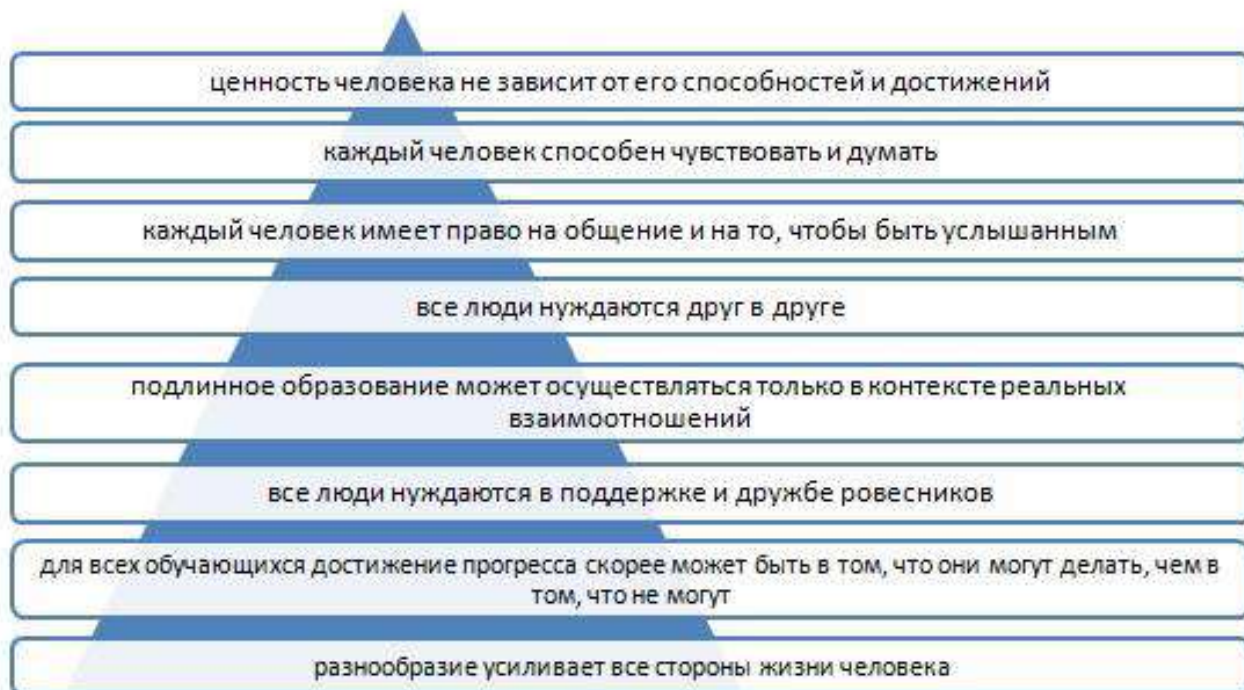 ценность человека не зависит от его способностей и достижений
каждый человек способен чувствовать и думать
каждый человек имеет право на общение и на то, чтобы быть услышанным
все люди нуждаются друг в друге
подлинное образование может осуществляться только в контексте реальных
взаимоотношений
все люди нуждаются в поддержке и дружбе ровесников
для всех обучающихся достижение прогресса скорее может быть в том, что они могут делать, чем в
том, что не могут
разнообразие усиливает все стороны жизни человека